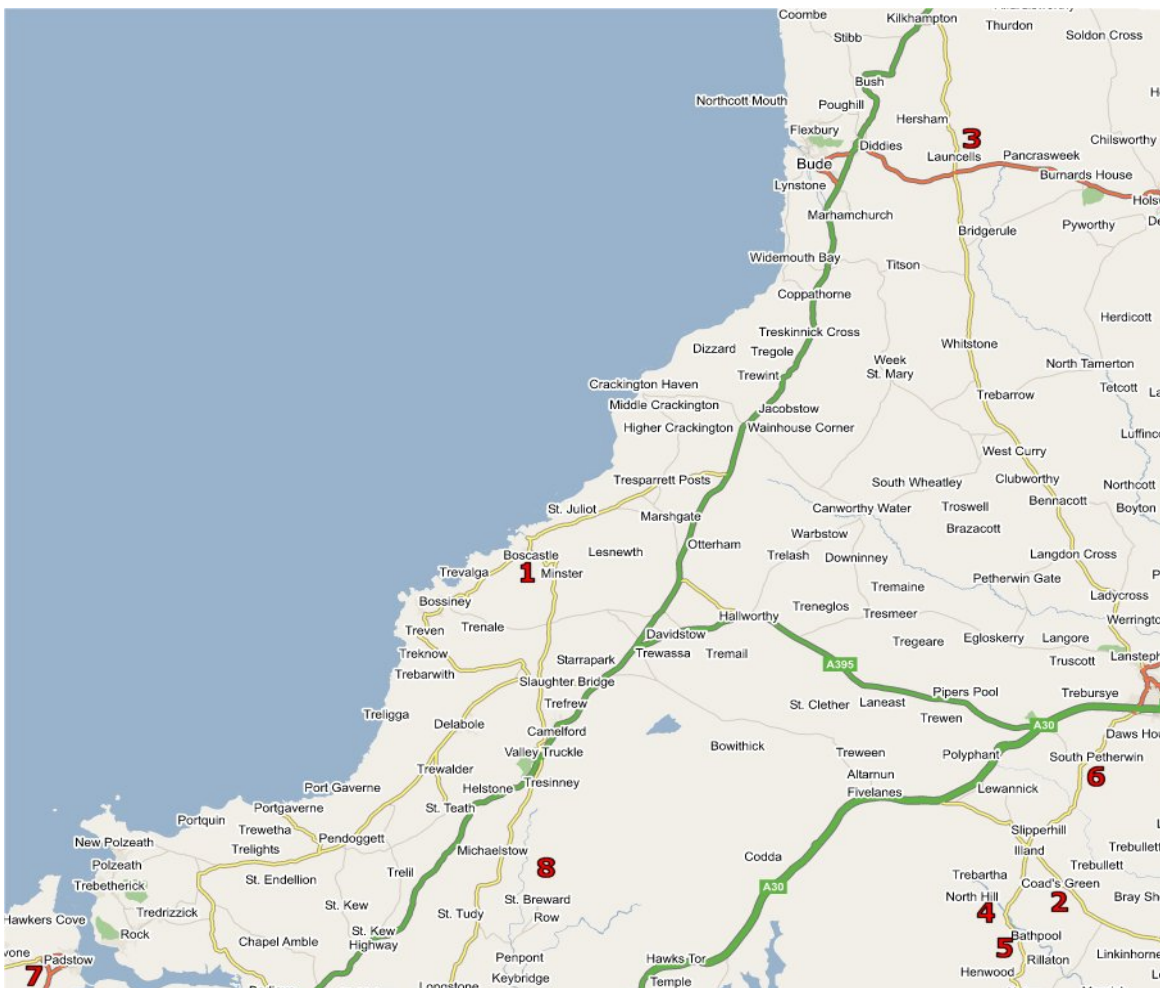 Coombe
Kilkhampton
Thurdon
Stibb
Soldon Cross
Bush
Northcott Mouth
Poughill
Hersham
Flexbury
3
Chilsworthy
Diddies
Bude
Launcells
Pancrasweek
Burnards House
Lynstone
Marhamchurch
Pyworthy
Bridgerule
Widemouth Bay
Titson
Coppathorne
Herdicott
Treskinnick Cross
Whitstone
Dizzard
Tregole
Week
St. Mary
North Tamerton
Trewint
Crackington Haven
Tetcott
Trebarrow
Middle Crackington
Jacobstow
Higher Crackington
Wainhouse Corner
West Curry
Tresparrett Posts
South Wheatley
Clubworthy
Northcott
Bennacott
St. Juliot
Canworthy Water
Troswell
Boyton
Marshgate
Brazacott
Warbstow
Otterham
Boscastle
Lesnewth
Trelash
Downinney
Langdon Cross
Trevalga
1
Minster
Petherwin Gate
Tremaine
Ladycross
Bossiney
Treneglos
Tresmeer
Hallworthy
Treven
Trenale
Davidstow
Egloskerry
Langore
Tregeare
Treknow
Trewassa
Tremail
Starrapark
Truscott
A395
Trebarwith
Slaughter Bridge
Pipers Pool
Trebursye
Trefrew
St. Clether
Laneast
Treligga
Trewen
Delabole
A30
Camelford
Daws Hou
Bowithick
Treween
Polyphant
South Petherwin
Valley Truckle
Trewalder
Altarnun
6
Port Gaverne
Helstone
Tresinney
Fivelanes
Lewannick
Portgaverne
St. Teath
Portquin
Trewetha
Slipperhill
New Polzeath
Pendoggett
Trelights
Michaelstow
Illand
Trebullett
Codda
Polzeath
8
Trebullett
Trebetherick
St. Endellion
Trelil
Trebartha
Coad's Green
A30
North Hill
2
St. Breward
Tredrizzick
St. Kew
4
Hawkers Cove
St. Tudy
Row
Rock
St. Kew
Highway
Bathpool
Chapel Amble
5
Linkinhorne
Padstow
Penpont
Hawks Tor
Rillaton
7
Keybridge
Temple
Henwood